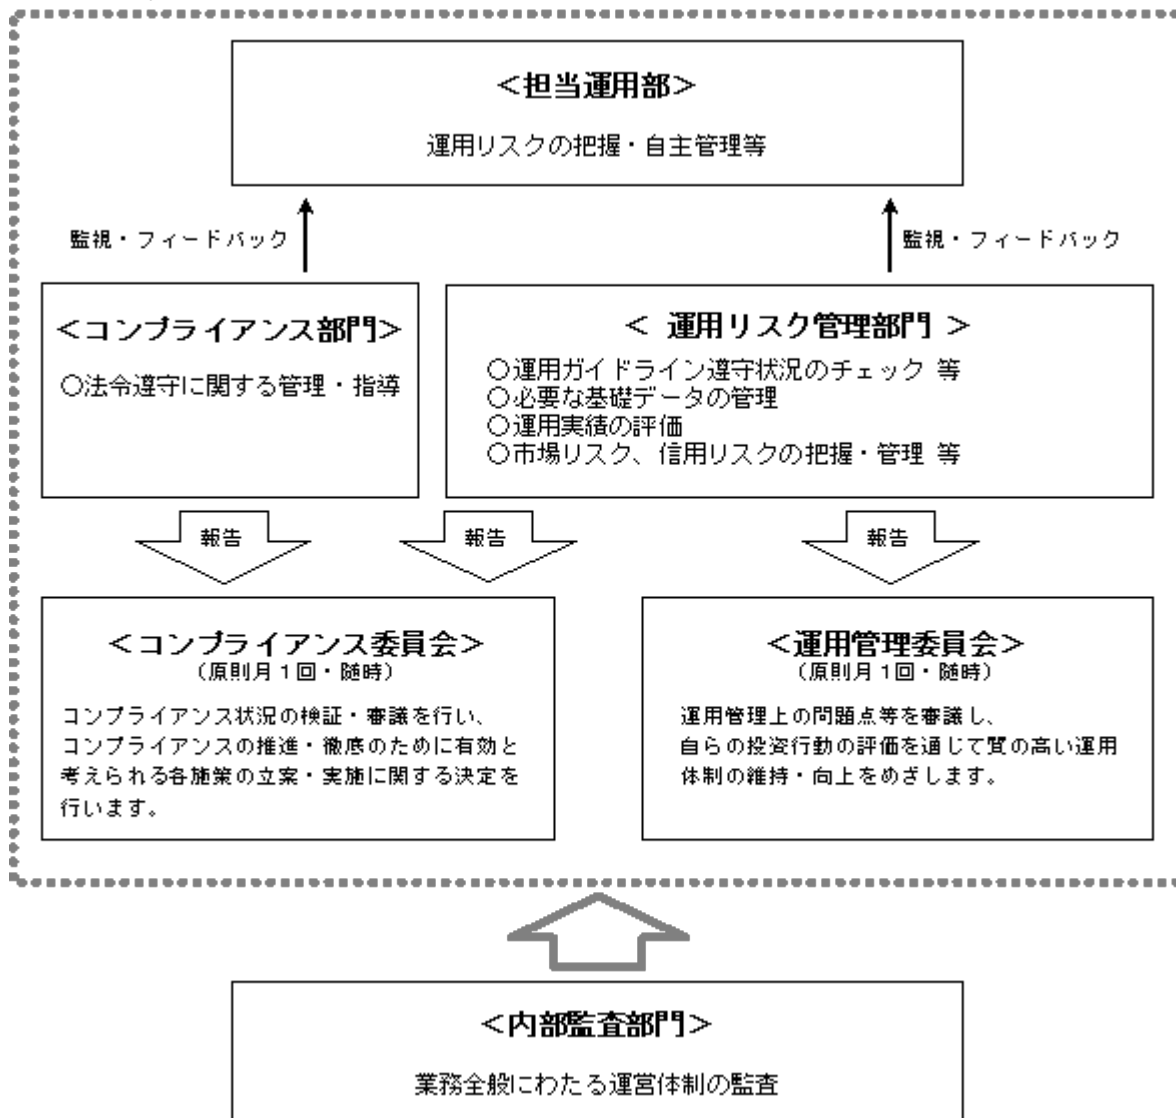 ＜担当運用部＞
運用リスクの把握・自主管理等
監視・フィードバック
監視・フィードバック
＜コンプライアンス部門＞
○法令遵守に関する管理・指導
＜ 運用リスク管理部門 ＞
○運用ガイドライン遵守状況のチェック 等
○必要な基礎データの管理
○運用実績の評価
○市場リスク、信用リスクの把握・管理 等
報告
報告
報告
＜コンプライアンス委員会＞
（原則月１回・随時）
コンプライアンス状況の検証・審議を行い、
コンプライアンスの推進・徹底のために有効と
考えられる各施策の立案・実施に関する決定を
行います。
＜運用管理委員会＞
（原則月１回・随時）
運用管理上の問題点等を審議し、
自らの投資行動の評価を通じて質の高い運用
体制の維持・向上をめざします。
＜内部監査部門＞
業務全般にわたる運営体制の監査